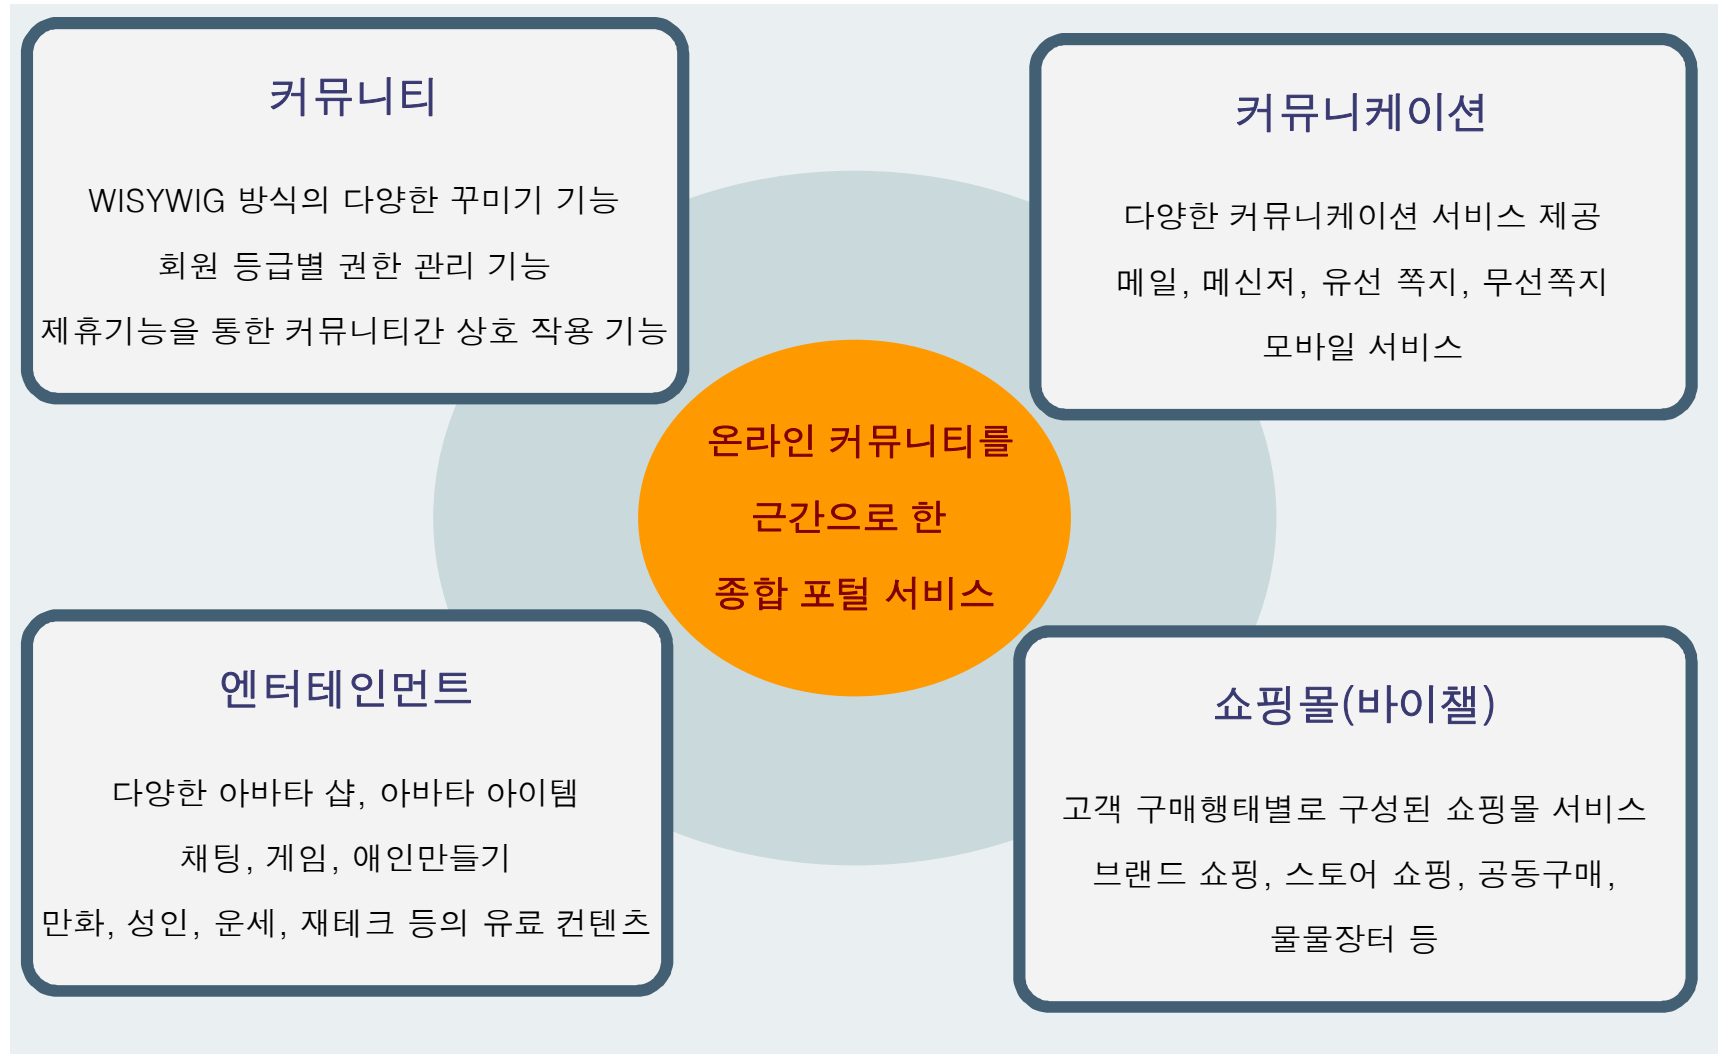 커뮤니티
WISYWIG 방식의 다양한 꾸미기 기능
회원 등급별 권한 관리 기능
제휴기능을 통한 커뮤니티간 상호 작용 기능
커뮤니케이션
다양한 커뮤니케이션 서비스 제공
메일, 메신저, 유선 쪽지, 무선쪽지
모바일 서비스
온라인 커뮤니티를
근간으로 한
종합 포털 서비스
엔터테인먼트
다양한 아바타 샵, 아바타 아이템
채팅, 게임, 애인만들기
만화, 성인, 운세, 재테크 등의 유료 컨텐츠
쇼핑몰(바이챌)
고객 구매행태별로 구성된 쇼핑몰 서비스
브랜드 쇼핑, 스토어 쇼핑, 공동구매,
물물장터 등